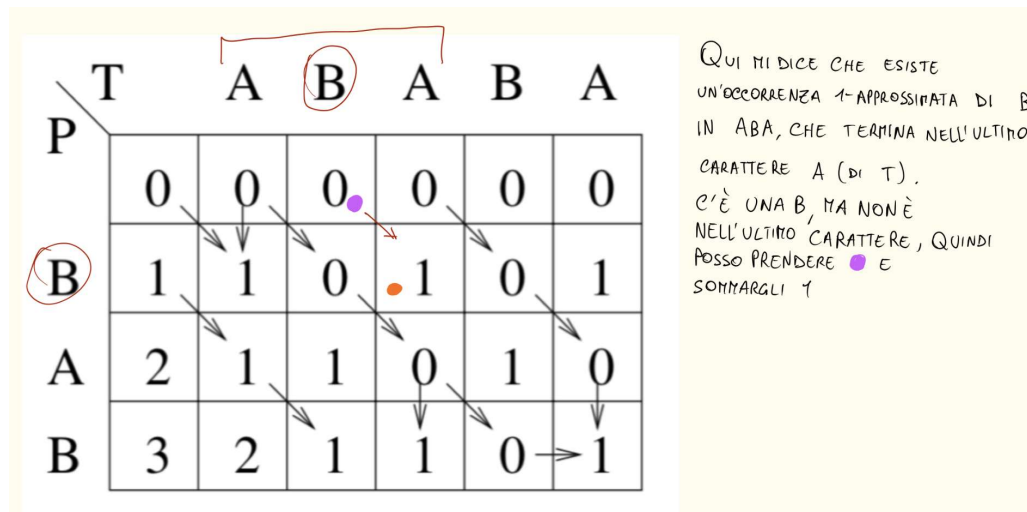 T A B A B A
P
0 0 0 0 0 0
B 1 1 0 1 0 1
A 2 1 1 0 1 0
B 3 2 1 1 0 1
QUI MI DICE CHE ESISTE
UN'OCCORRENZA 1-APPROSSIMATA DI B
IN ABA, CHE TERMINA NELL'ULTIMO
CARATTERE A (DI T).
C'È UNA B, MA NON È
NELL'ULTIMO CARATTERE, QUINDI
POSSO PRENDERE E
SOMMARGLI 1